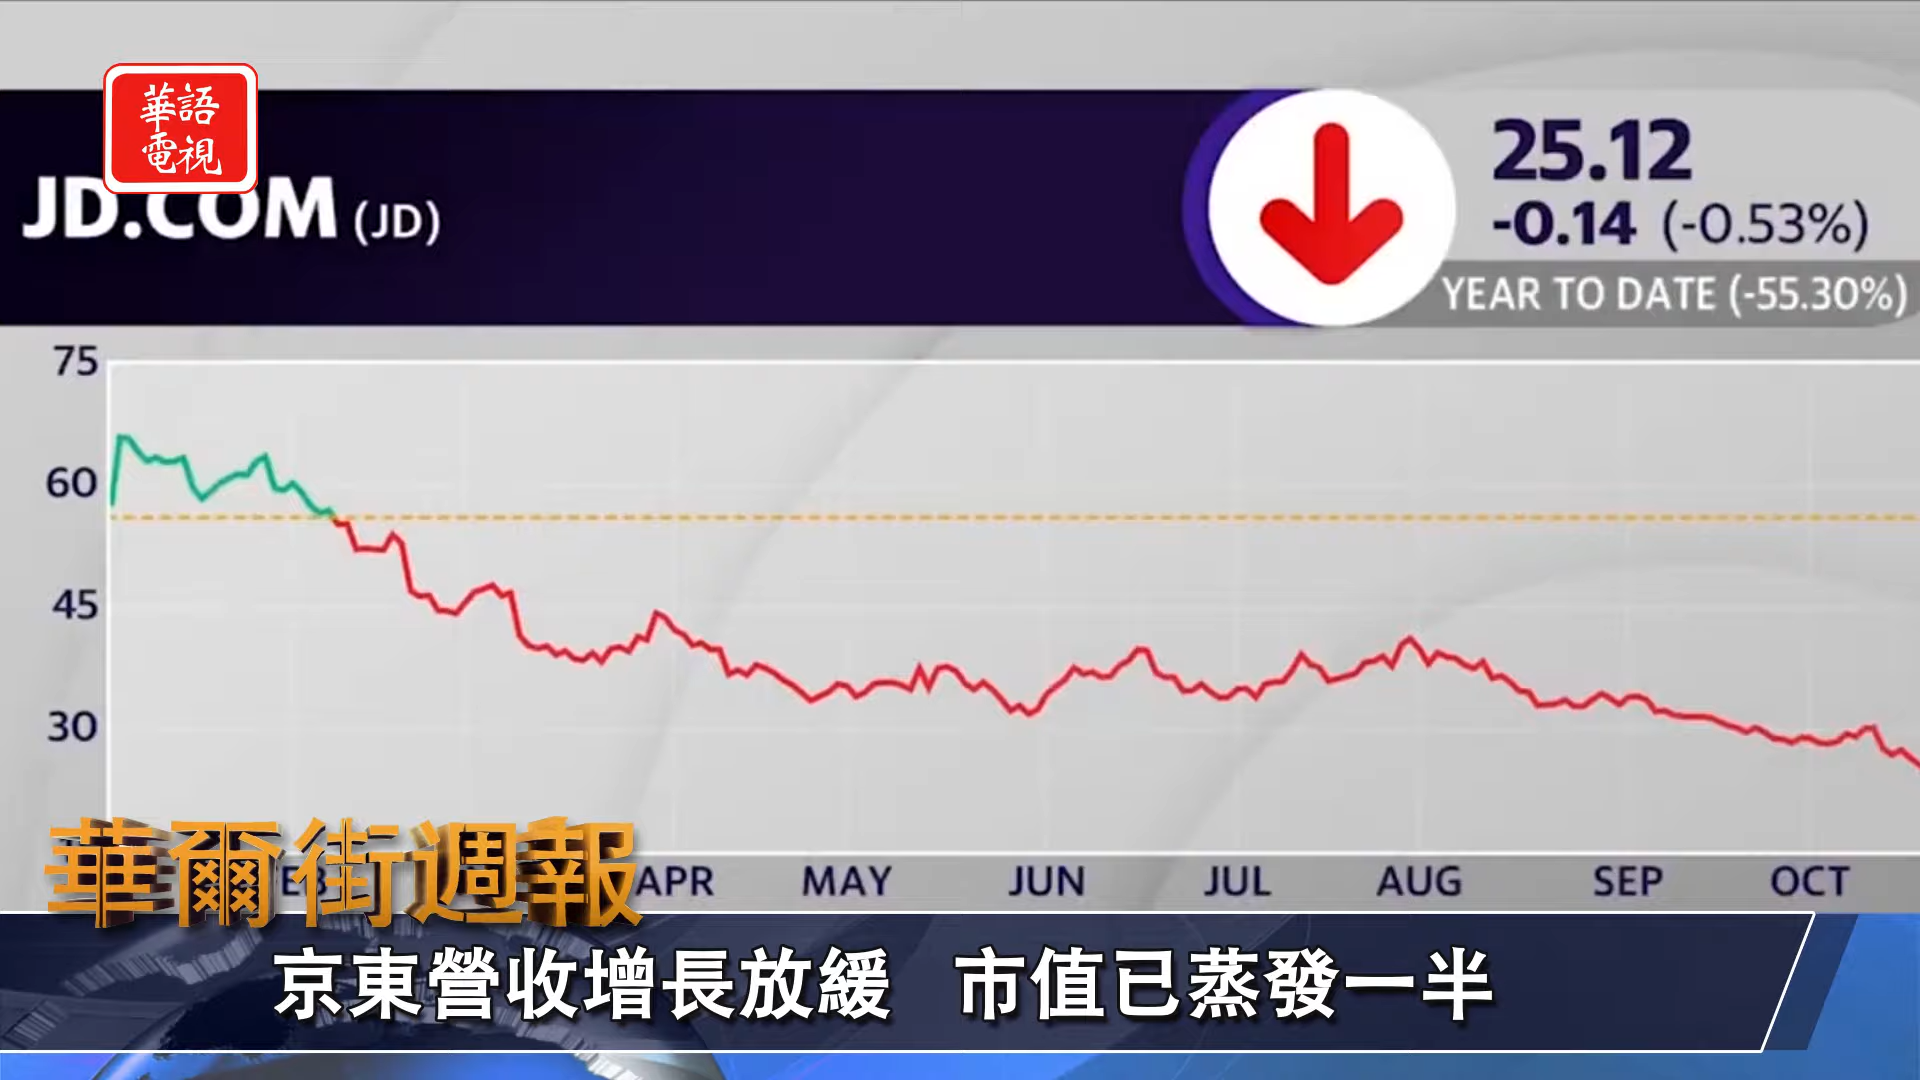 華語
電視
JD.COM (JD)
25.12
-0.14 (-0.53%)
YEAR TO DATE (-55.30%)
75
60
45
30
APR MAY JUN JUL AUG SEP OCT
華爾街週報
京東營收增長放緩 市值已蒸發一半